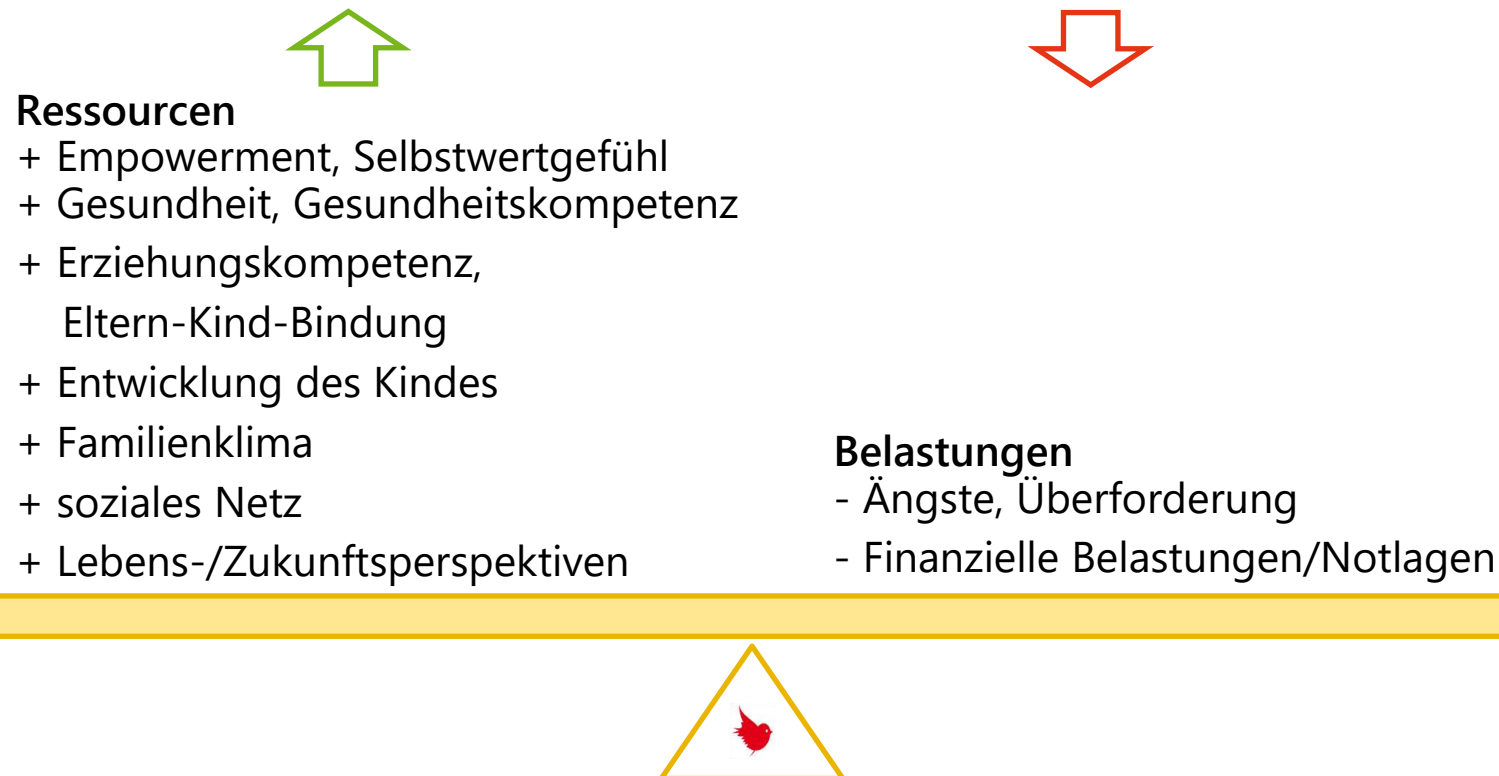 Ressourcen
+ Empowerment, Selbstwertgefühl
+ Gesundheit, Gesundheitskompetenz
+ Erziehungskompetenz,
Eltern-Kind-Bindung
+ Entwicklung des Kindes
+ Familienklima
+ soziales Netz
+ Lebens-/Zukunftsperspektiven
Belastungen
- Ängste, Überforderung
- Finanzielle Belastungen/Notlagen